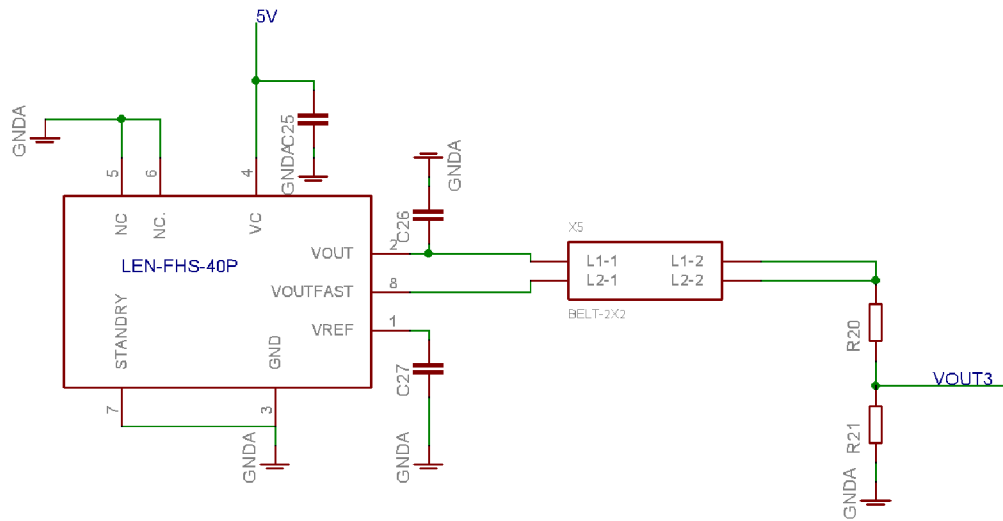 5V
GNDA
C25
GNDA
5
6
4
NC
NC.
VC
GNDA
C26
X5
VOUT
2
L1-1
L1-2
LEN-FHS-40P
L2-1
L2-2
VOUTFAST
8
BELT-2X2
VREF
1
STANDRY
GND
R20
C27
VOUT3
7
3
R21
GNDA
GNDA
GNDA